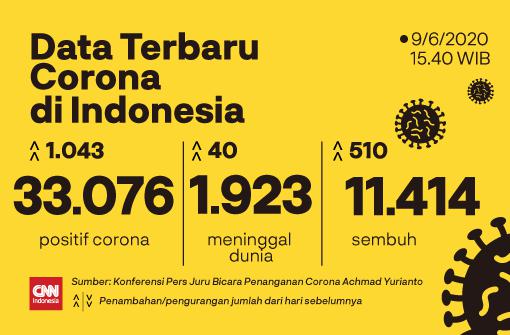 Data Terbaru
Corona
di Indonesia
9/6/2020
15.40 WIB
1.043
33.076
positif corona
40
1.923
meninggal
dunia
510
11.414
sembuh
CNN
Indonesia
Sumber: Konferensi Pers Juru Bicara Penanganan Corona Achmad Yurianto
Penambahan/pengurangan jumlah dari hari sebelumnya